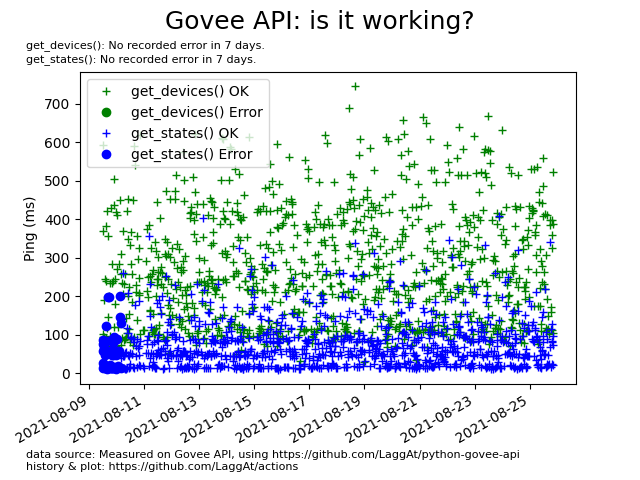 Govee API: is it working?
get_devices(): No recorded error in 7 days.
get_states(): No recorded error in 7 days.
get_devices() OK
get_devices() Error
get_states() OK
get_states() Error
Ping (ms)
700
600
500
400
300
200
100
0
2021-08-09
2021-08-11
2021-08-13
2021-08-15
2021-08-17
2021-08-19
2021-08-21
2021-08-23
2021-08-25
data source: Measured on Govee API, using https://github.com/LaggAt/python-govee-api
history & plot: https://github.com/LaggAt/actions